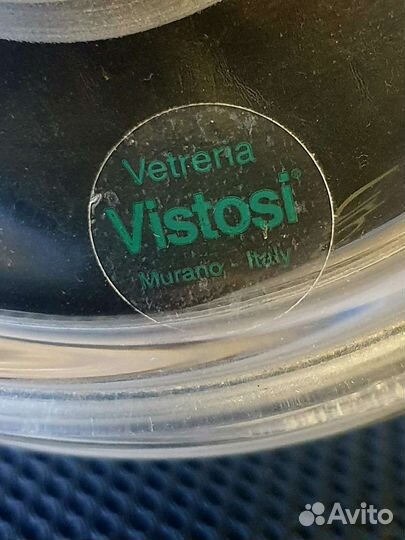 Vetreria
Vistosi®
Murano - Italy
Avito